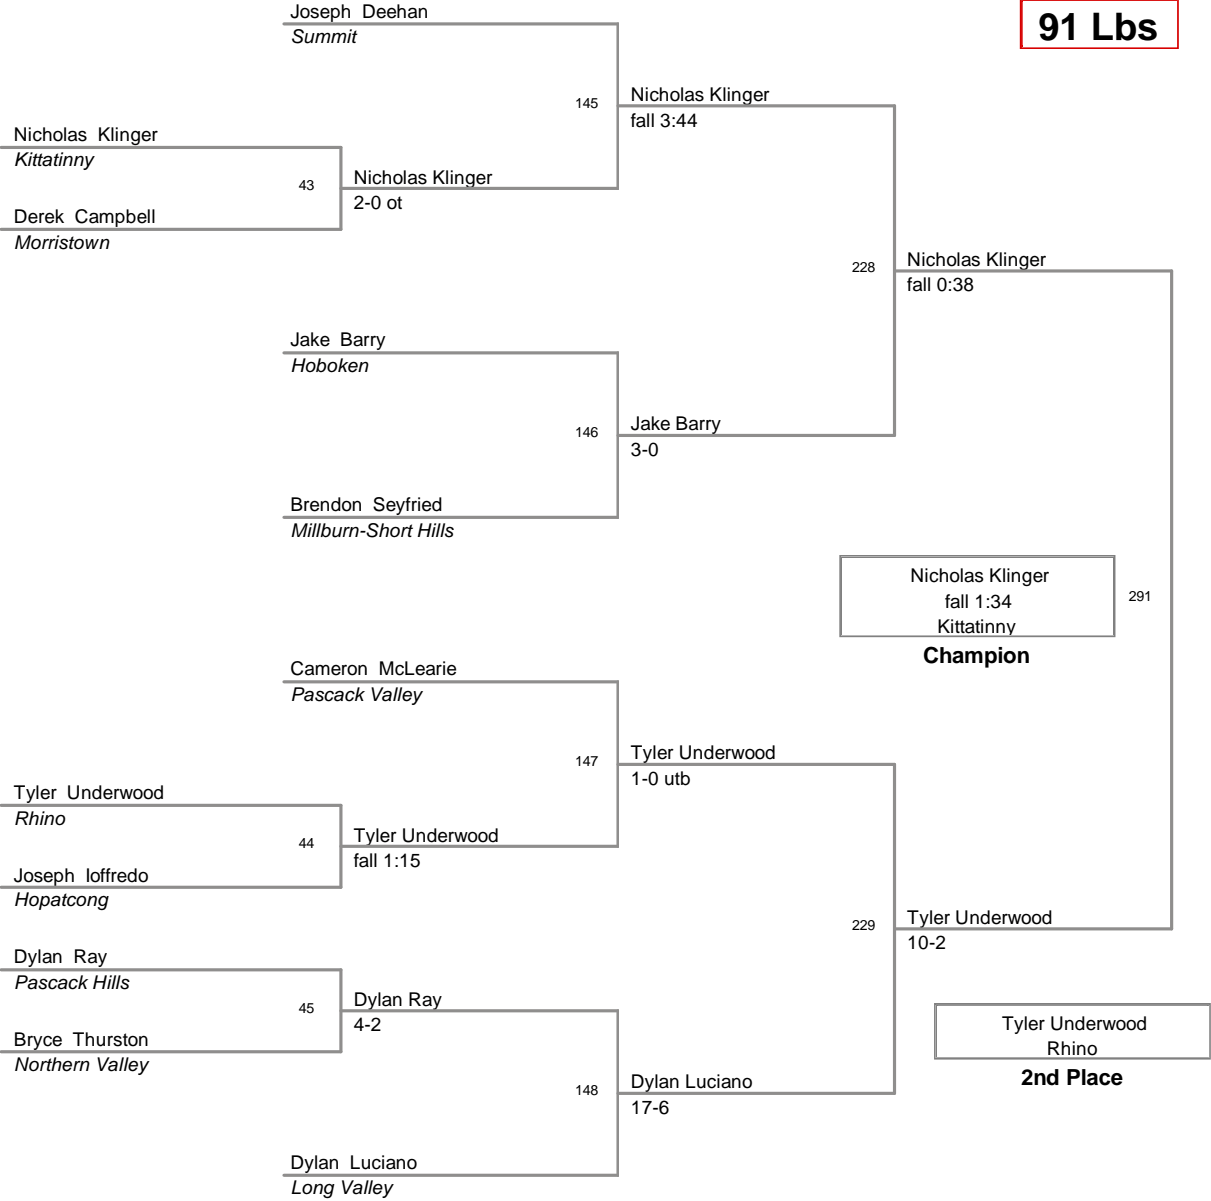 Joseph Deehan
Summit
91 Lbs
145
Nicholas Klinger
fall 3:44
Nicholas Klinger
Kittatinny
43
Nicholas Klinger
2-0 ot
Derek Campbell
Morristown
228
Nicholas Klinger
fall 0:38
Jake Barry
Hoboken
146
Jake Barry
3-0
Brendon Seyfried
Millburn-Short Hills
Nicholas Klinger
fall 1:34
Kittatinny
291
Champion
Cameron McLearie
Pascack Valley
147
Tyler Underwood
1-0 utb
Tyler Underwood
Rhino
44
Tyler Underwood
fall 1:15
Joseph Ioffredo
Hopatcong
229
Tyler Underwood
10-2
Dylan Ray
Pascack Hills
45
Dylan Ray
4-2
Bryce Thurston
Northern Valley
Tyler Underwood
Rhino
2nd Place
148
Dylan Luciano
17-6
Dylan Luciano
Long Valley